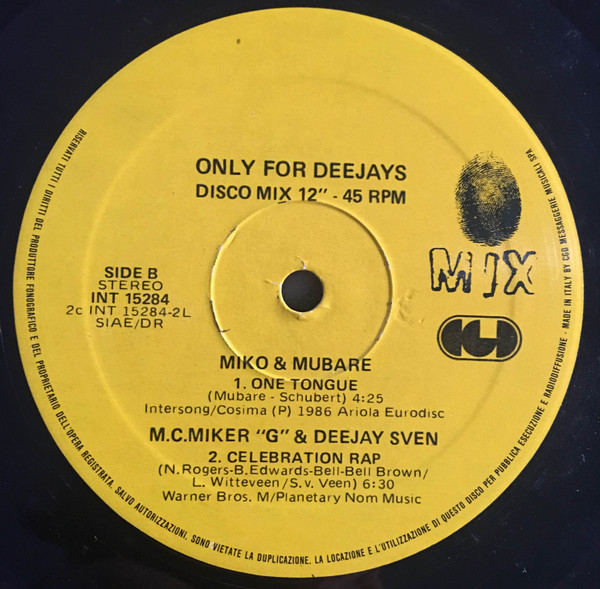 ONLY FOR DEEJAYS
DISCO MIX 12" - 45 RPM
MIX
CGD
SIDE B
STEREO
INT 15284
2c INT 15284-2L
SIAE/DR
MIKO & MUBARE
1. ONE TONGUE
(Mubare - Schubert) 4:25
Intersong/Cosima (P) 1986 Ariola Eurodisc
M.C.MIKER "G" & DEEJAY SVEN
2. CELEBRATION RAP
(N.Rogers-B.Edwards-Bell-Bell Brown/
L. Witteveen/S.v. Veen) 6:30
Warner Bros. M/Planetary Nom Music
RISERVATI TUTTI I DIRITTI DEL PRODUTTORE FONOGRAFICO E DEL PROPRIETARIO DELL'OPERA REGISTRATA. SALVO AUTORIZZAZIONI, SONO VIETATE LA DUPLICAZIONE, LA LOCAZIONE E L'UTILIZZAZIONE DI QUESTO DISCO PER PUBBLICA ESECUZIONE E RADIODIFFUSIONE - MADE IN ITALY BY CGD MESSAGGERIE MUSICALI SPA